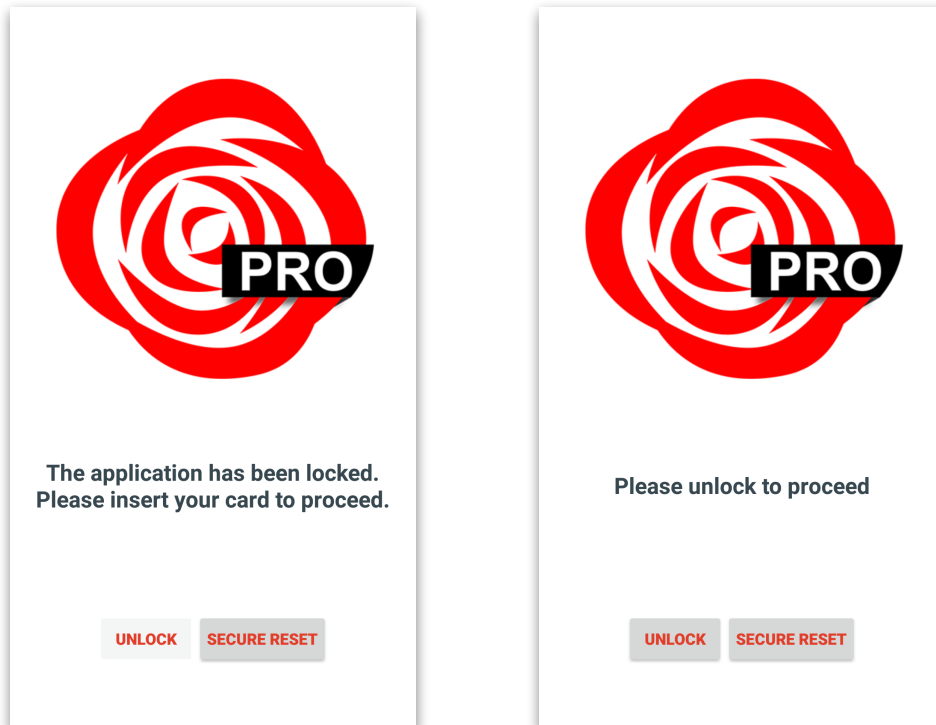 PRO
The application has been locked.
Please insert your card to proceed.
UNLOCK SECURE RESET
PRO
Please unlock to proceed
UNLOCK SECURE RESET